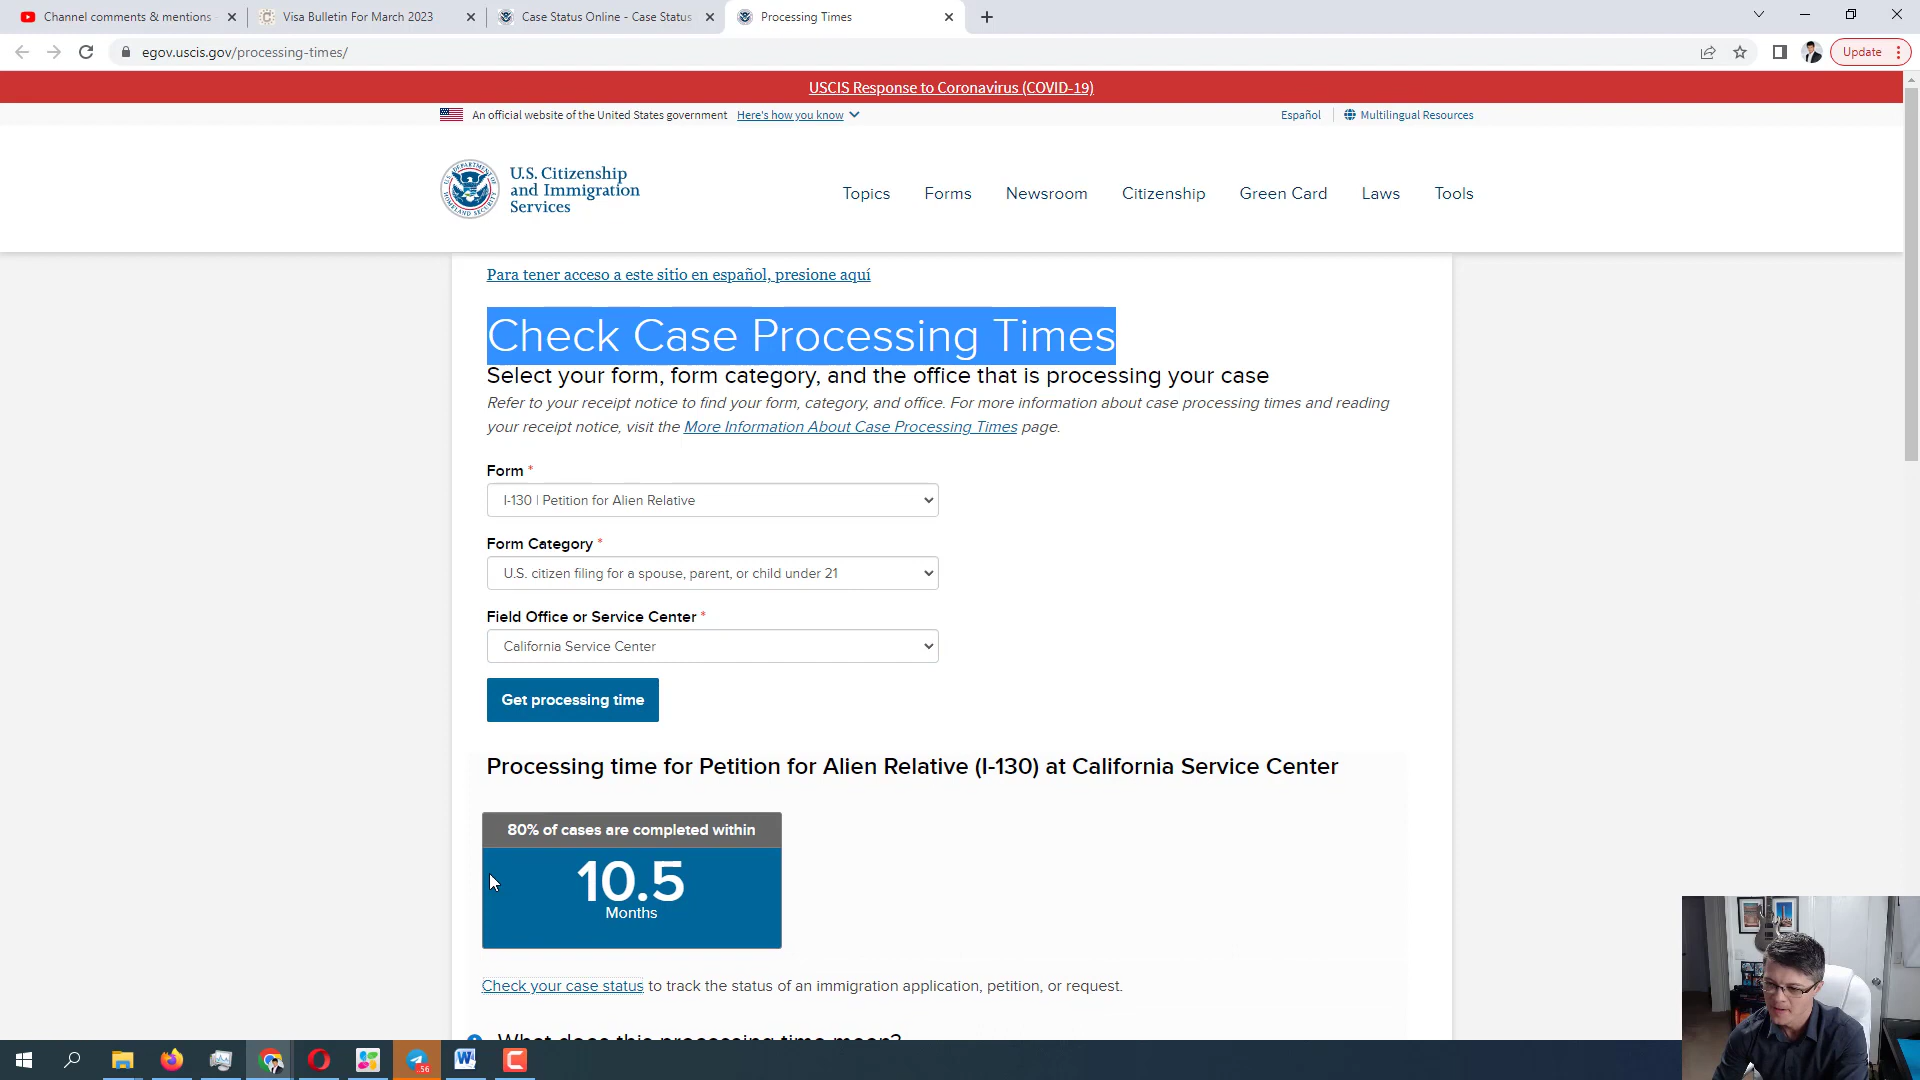 Channel comments & mentions
Visa Bulletin For March 2023
Case Status Online - Case Status
Processing Times
egov.uscis.gov/processing-times/
Update
USCIS Response to Coronavirus (COVID-19)
An official website of the United States government
Here's how you know
Español
Multilingual Resources
U.S. Citizenship
and Immigration
Services
Topics
Forms
Newsroom
Citizenship
Green Card
Laws
Tools
Para tener acceso a este sitio en español, presione aquí
Check Case Processing Times
Select your form, form category, and the office that is processing your case
Refer to your receipt notice to find your form, category, and office. For more information about case processing times and reading
your receipt notice, visit the More Information About Case Processing Times page.
Form *
I-130 | Petition for Alien Relative
Form Category *
U.S. citizen filing for a spouse, parent, or child under 21
Field Office or Service Center *
California Service Center
Get processing time
Processing time for Petition for Alien Relative (I-130) at California Service Center
80% of cases are completed within
10.5
Months
Check your case status to track the status of an immigration application, petition, or request.
What does this processing time mean?